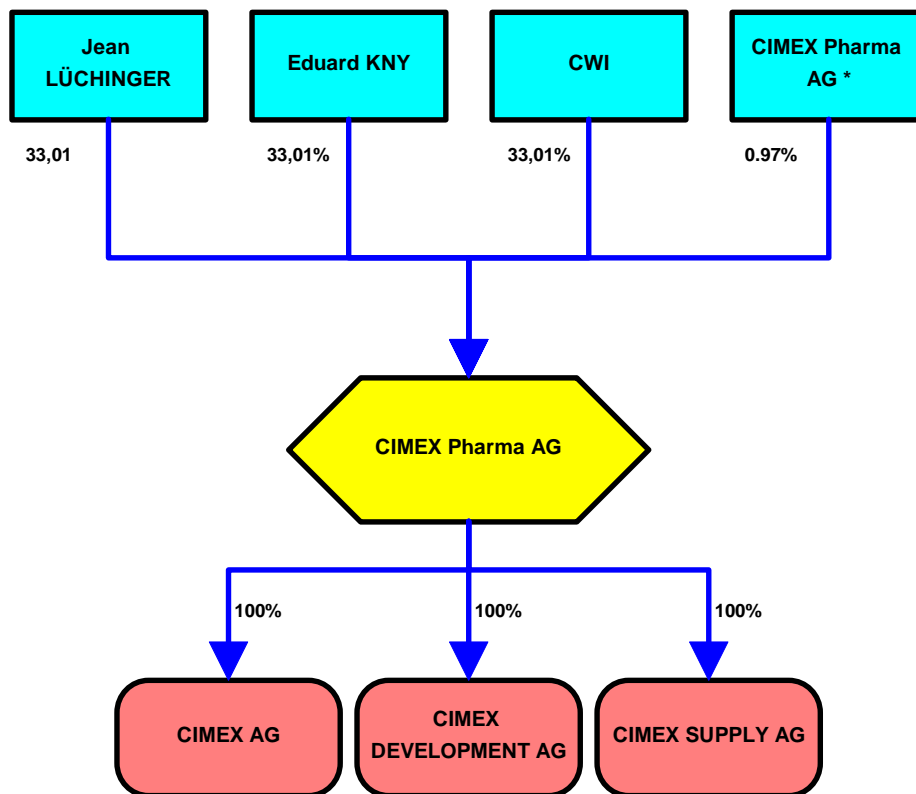 Jean
LÜCHINGER
Eduard KNY
CWI
CIMEX Pharma
AG *
33,01
33,01%
33,01%
0.97%
CIMEX Pharma AG
100%
100%
100%
CIMEX AG
CIMEX
DEVELOPMENT AG
CIMEX SUPPLY AG